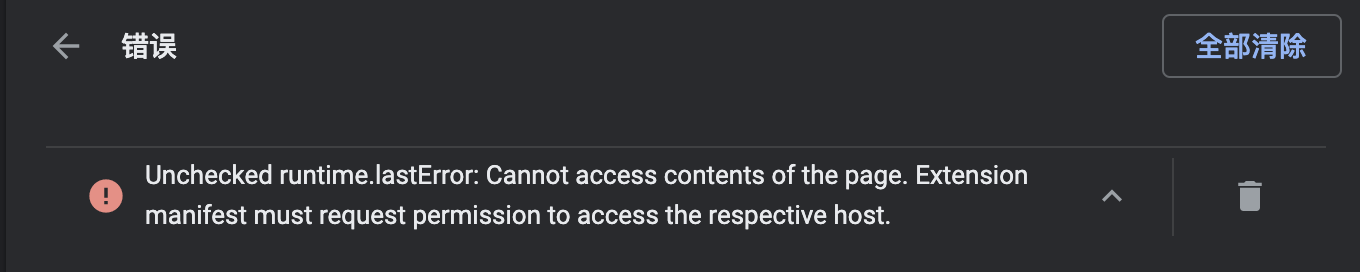 错误
全部清除
Unchecked runtime.lastError: Cannot access contents of the page. Extension
manifest must request permission to access the respective host.